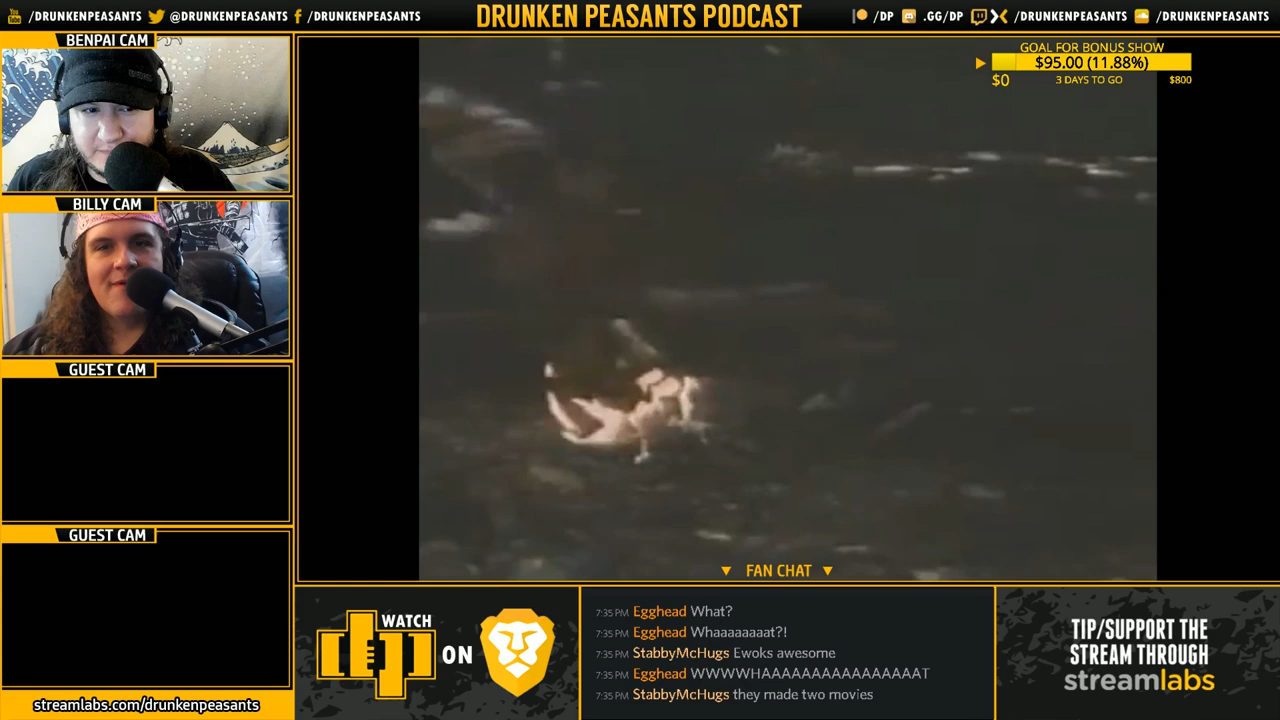 /DRUNKENPEASANTS @DRUNKENPEASANTS /DRUNKENPEASANTS
DRUNKEN PEASANTS PODCAST
/DP .GG/DP /DRUNKENPEASANTS /DRUNKENPEASANTS
BENPAI CAM
GOAL FOR BONUS SHOW
$95.00 (11.88%)
$0 3 DAYS TO GO $800
BILLY CAM
GUEST CAM
GUEST CAM
streamlabs.com/drunkenpeasants
WATCH
ON
FAN CHAT
7:35 PM Egghead What?
7:35 PM Egghead Whaaaaaaaat?!
7:35 PM StabbyMcHugs Ewoks awesome
7:35 PM Egghead WWWWHAAAAAAAAAAAAAAAAT
7:35 PM StabbyMcHugs they made two movies
TIP/SUPPORT THE
STREAM THROUGH
streamlabs